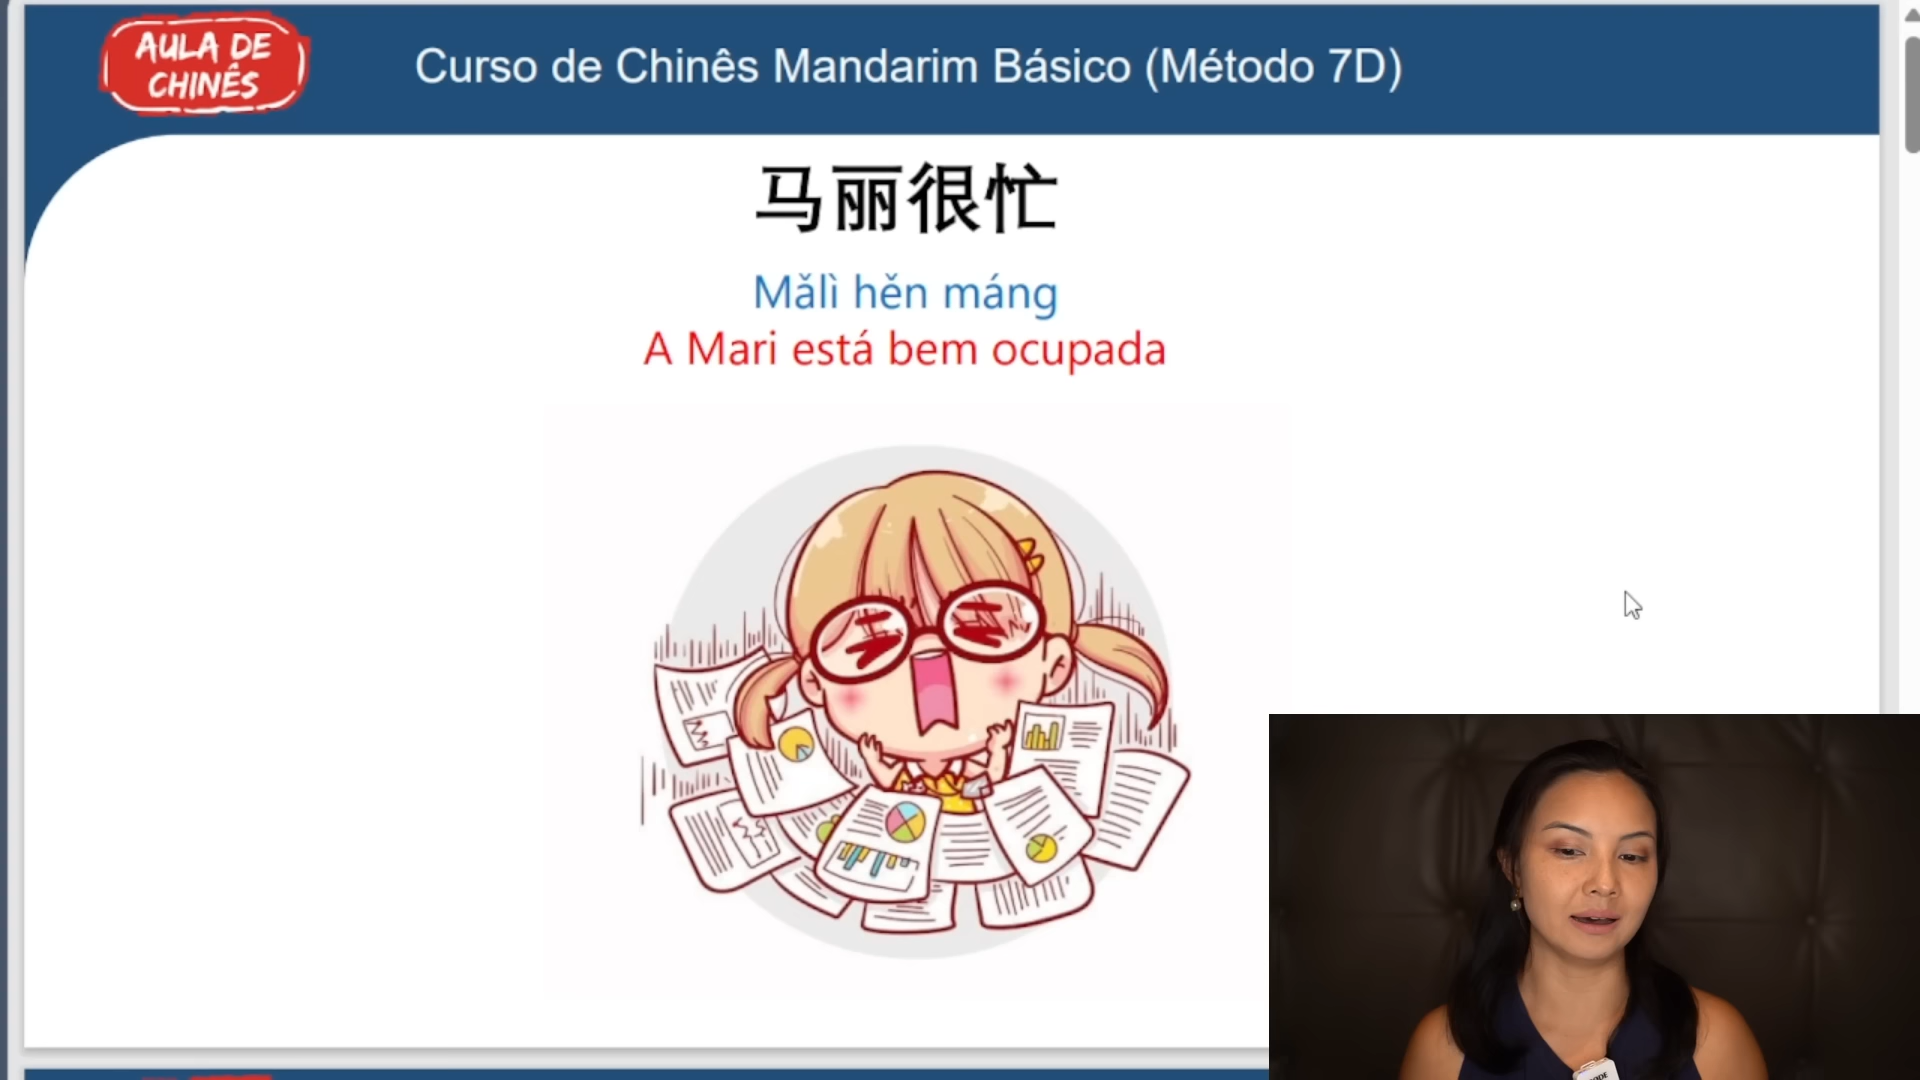 AULA DE
CHINÊS
Curso de Chinês Mandarim Básico (Método 7D)
马丽很忙
Mǎlì hěn máng
A Mari está bem ocupada